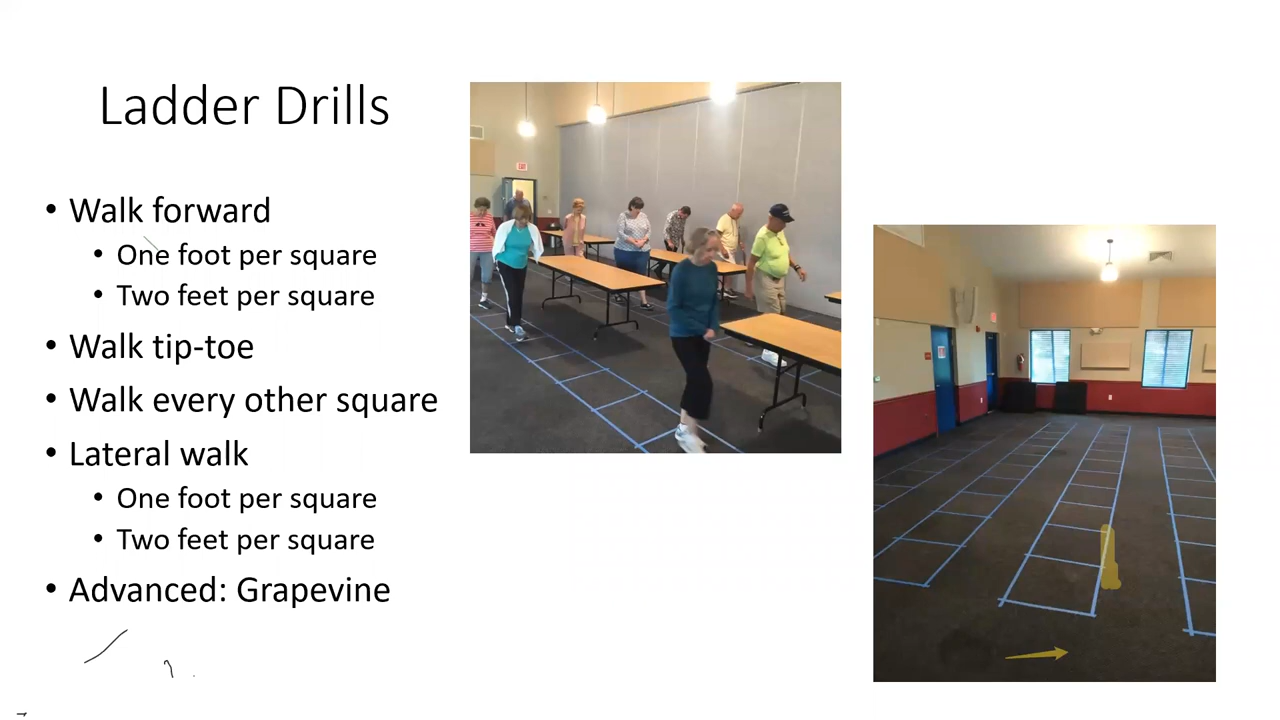 Ladder Drills
• Walk forward
• One foot per square
• Two feet per square
• Walk tip-toe
• Walk every other square
• Lateral walk
• One foot per square
• Two feet per square
• Advanced: Grapevine
EXIT